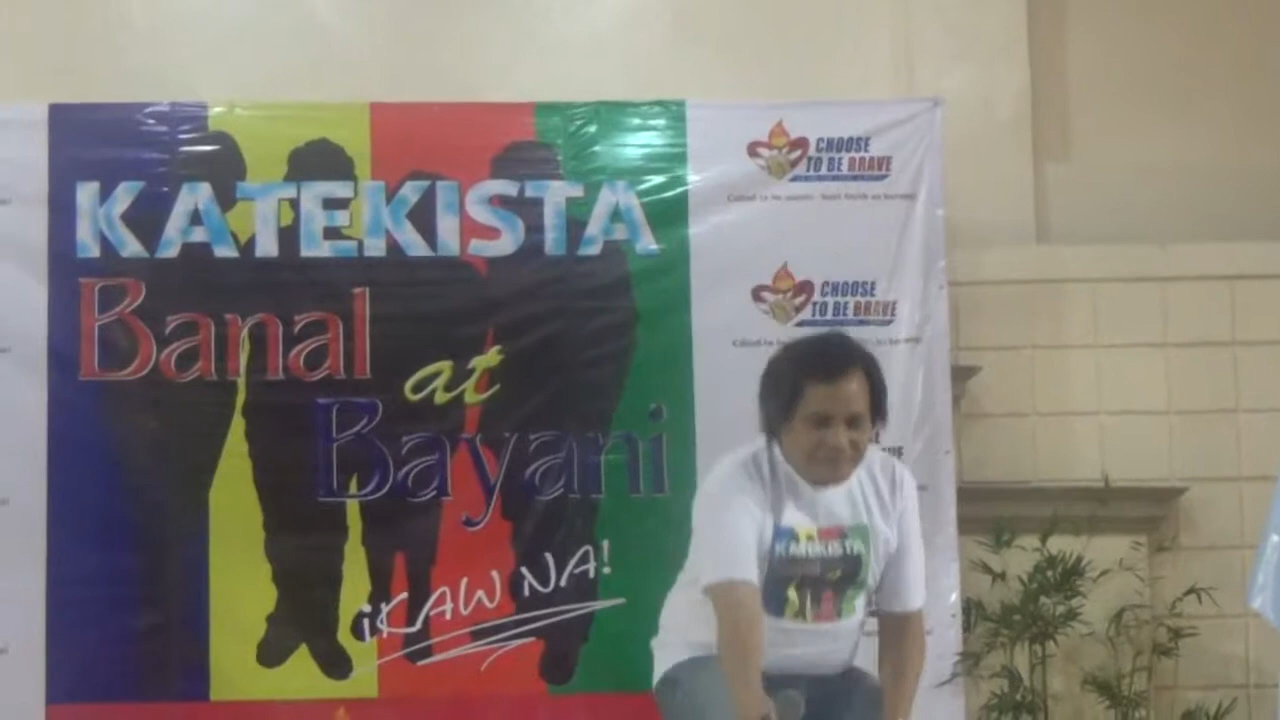 KATEKISTA
Banal
at
Bayani
iKAW NA!
CHOOSE
TO BE BRAVE
CHOOSE
TO BE BRAVE
KATEKISTA